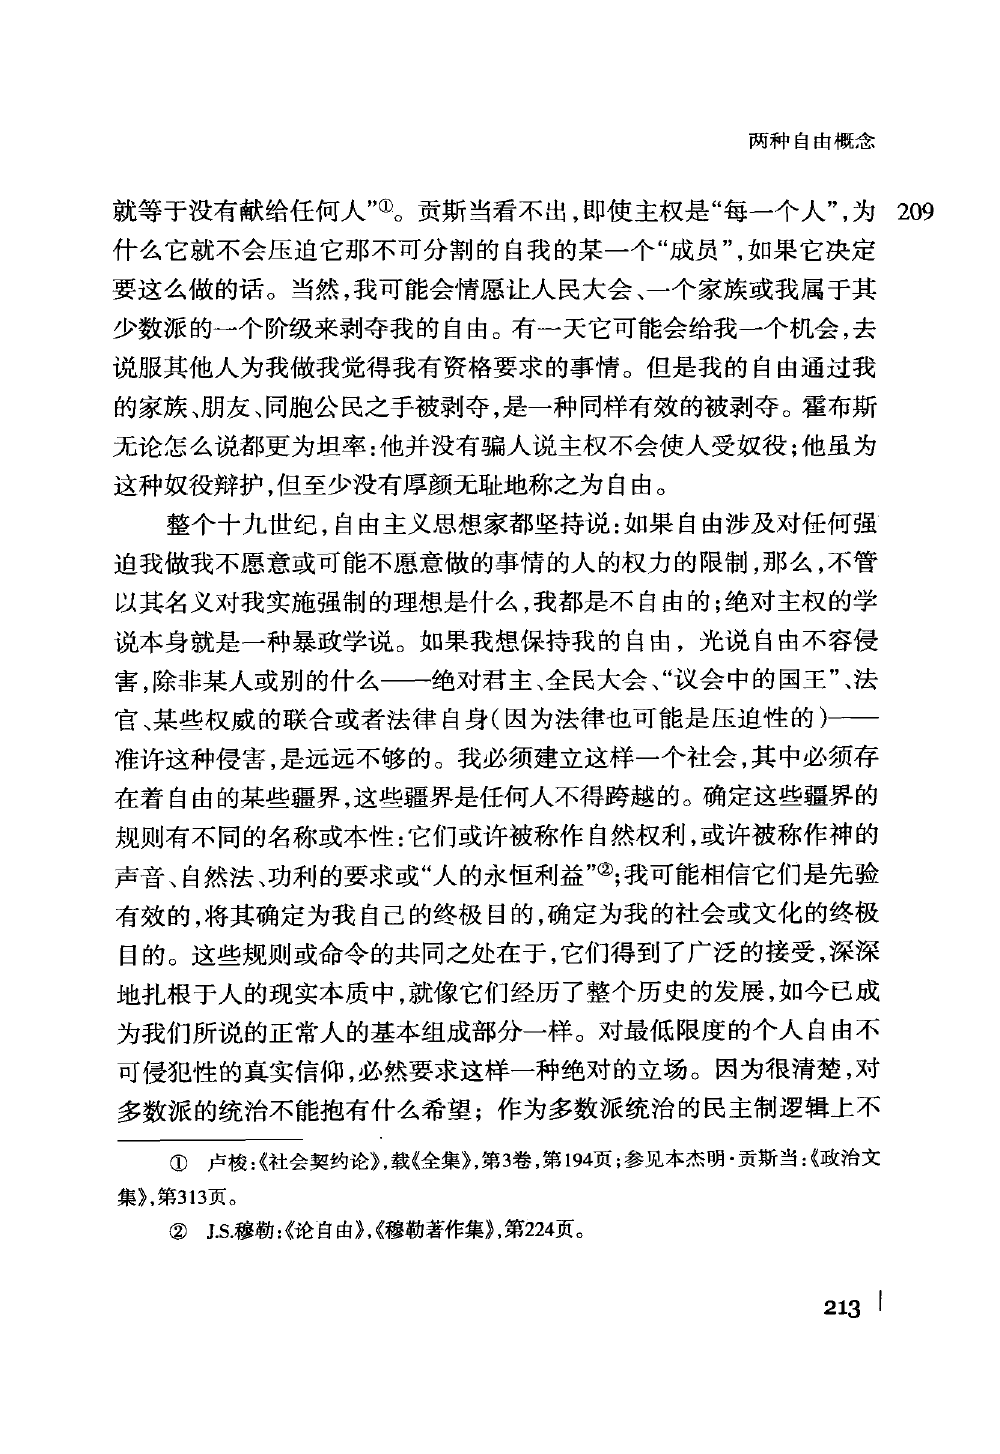 两种自由概念
就等于没有献给任何人”①。贡斯当看不出,即使主权是“每一个人”,为 209
什么它就不会压迫它那不可分割的自我的某一个“成员”,如果它决定
要这么做的话。当然,我可能会情愿让人民大会、一个家族或我属于其
少数派的一个阶级来剥夺我的自由。有一天它可能会给我一个机会,去
说服其他人为我做我觉得我有资格要求的事情。但是我的自由通过我
的家族、朋友、同胞公民之手被剥夺,是一种同样有效的被剥夺。霍布斯
无论怎么说都更为坦率:他并没有骗人说主权不会使人受奴役;他虽为
这种奴役辩护,但至少没有厚颜无耻地称之为自由。
整个十九世纪,自由主义思想家都坚持说:如果自由涉及对任何强
迫我做我不愿意或可能不愿意做的事情的人的权力的限制,那么,不管
以其名义对我实施强制的理想是什么,我都是不自由的;绝对主权的学
说本身就是一种暴政学说。如果我想保持我的自由，光说自由不容侵
害,除非某人或别的什么——绝对君主、全民大会、“议会中的国王”、法
官、某些权威的联合或者法律自身(因为法律也可能是压迫性的)——
准许这种侵害,是远远不够的。我必须建立这样一个社会,其中必须存
在着自由的某些疆界,这些疆界是任何人不得跨越的。确定这些疆界的
规则有不同的名称或本性:它们或许被称作自然权利,或许被称作神的
声音、自然法、功利的要求或“人的永恒利益”②;我可能相信它们是先验
有效的,将其确定为我自己的终极目的,确定为我的社会或文化的终极
目的。这些规则或命令的共同之处在于,它们得到了广泛的接受,深深
地扎根于人的现实本质中,就像它们经历了整个历史的发展,如今已成
为我们所说的正常人的基本组成部分一样。对最低限度的个人自由不
可侵犯性的真实信仰,必然要求这样一种绝对的立场。因为很清楚,对
多数派的统治不能抱有什么希望；作为多数派统治的民主制逻辑上不
① 卢梭:《社会契约论》,载《全集》,第3卷,第194页;参见本杰明·贡斯当:《政治文
集》,第313页。
② J.S.穆勒:《论自由》,《穆勒著作集》,第224页。
213